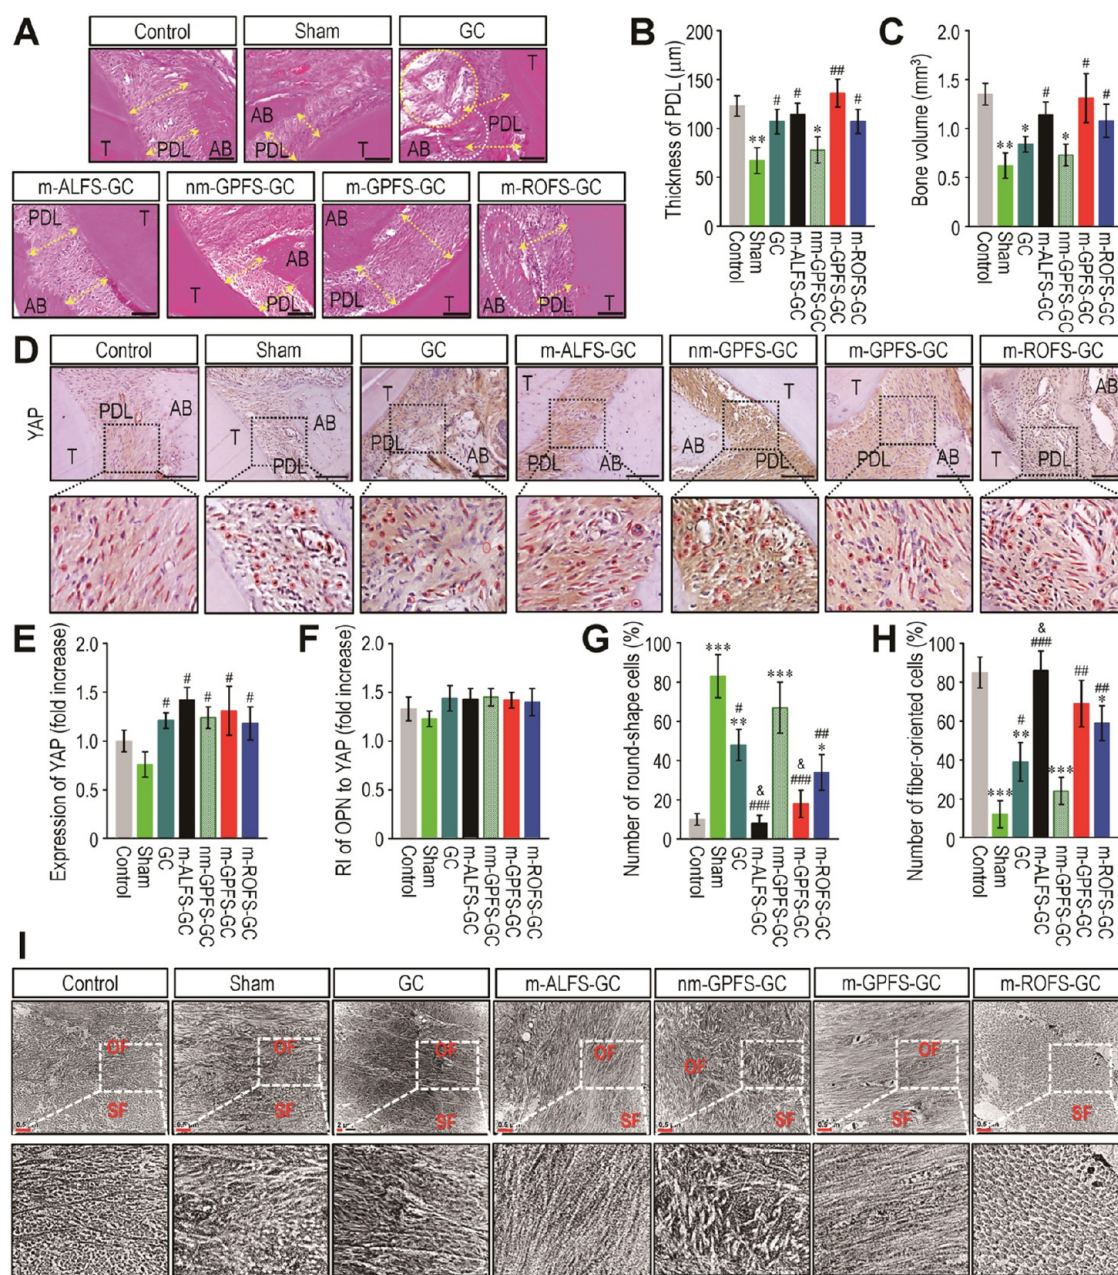 A
Control Sham GC
T PDL AB
AB PDL T
T PDL AB
m-ALFS-GC nm-GPFS-GC m-GPFS-GC m-ROFS-GC
PDL T AB
AB T PDL
AB PDL T
T AB PDL
B
Thickness of PDL (μm)
200
150
100
50
0
** # # * ## #
Control Sham GC m-ALFS-GC nm-GPFS-GC m-GPFS-GC m-ROFS-GC
C
Bone volume (mm³)
2.0
1.5
1.0
0.5
0
** * # * # #
Control Sham GC m-ALFS-GC nm-GPFS-GC m-GPFS-GC m-ROFS-GC
D
Control Sham GC m-ALFS-GC nm-GPFS-GC m-GPFS-GC m-ROFS-GC
YAP
PDL AB T
AB T PDL
T PDL AB
T PDL AB
T AB PDL
T PDL AB
AB T PDL
E
Expression of YAP (fold increase)
2.0
1.5
1.0
0.5
0
# # # # #
Control Sham GC m-ALFS-GC nm-GPFS-GC m-GPFS-GC m-ROFS-GC
F
RI of OPN to YAP (fold increase)
2.0
1.5
1.0
0.5
0
Control Sham GC m-ALFS-GC nm-GPFS-GC m-GPFS-GC m-ROFS-GC
G
Number of round-shape cells (%)
100
80
60
40
20
0
***
#
**
&
###
***
&
###
##
*
Control Sham GC m-ALFS-GC nm-GPFS-GC m-GPFS-GC m-ROFS-GC
H
Number of fiber-oriented cells (%)
100
80
60
40
20
0
***
#
**
&
###
***
##
##
*
Control Sham GC m-ALFS-GC nm-GPFS-GC m-GPFS-GC m-ROFS-GC
I
Control Sham GC m-ALFS-GC nm-GPFS-GC m-GPFS-GC m-ROFS-GC
OF OF OF OF OF OF
SF SF SF SF SF SF SF